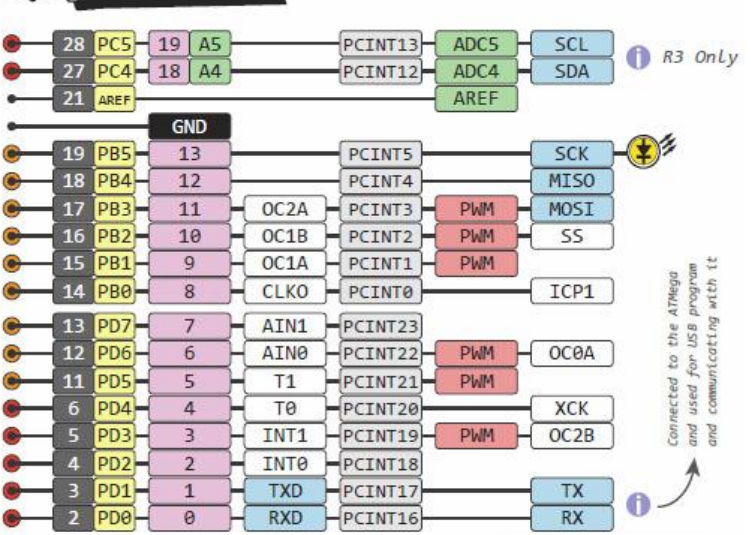 28 PC5 19 A5 PCINT13 ADC5 SCL R3 Only
27 PC4 18 A4 PCINT12 ADC4 SDA
21 AREF AREF
GND
19 PB5 13 PCINT5 SCK
18 PB4 12 PCINT4 MISO
17 PB3 11 OC2A PCINT3 PWM MOSI
16 PB2 10 OC1B PCINT2 PWM SS
15 PB1 9 OC1A PCINT1 PWM
14 PB0 8 CLKO PCINT0 ICP1
13 PD7 7 AIN1 PCINT23
12 PD6 6 AIN0 PCINT22 PWM OC0A
11 PD5 5 T1 PCINT21 PWM
6 PD4 4 T0 PCINT20 XCK
5 PD3 3 INT1 PCINT19 PWM OC2B
4 PD2 2 INT0 PCINT18
3 PD1 1 TXD PCINT17 TX
2 PD0 0 RXD PCINT16 RX
Connected to the ATMega
and used for USB program
and communicating with it